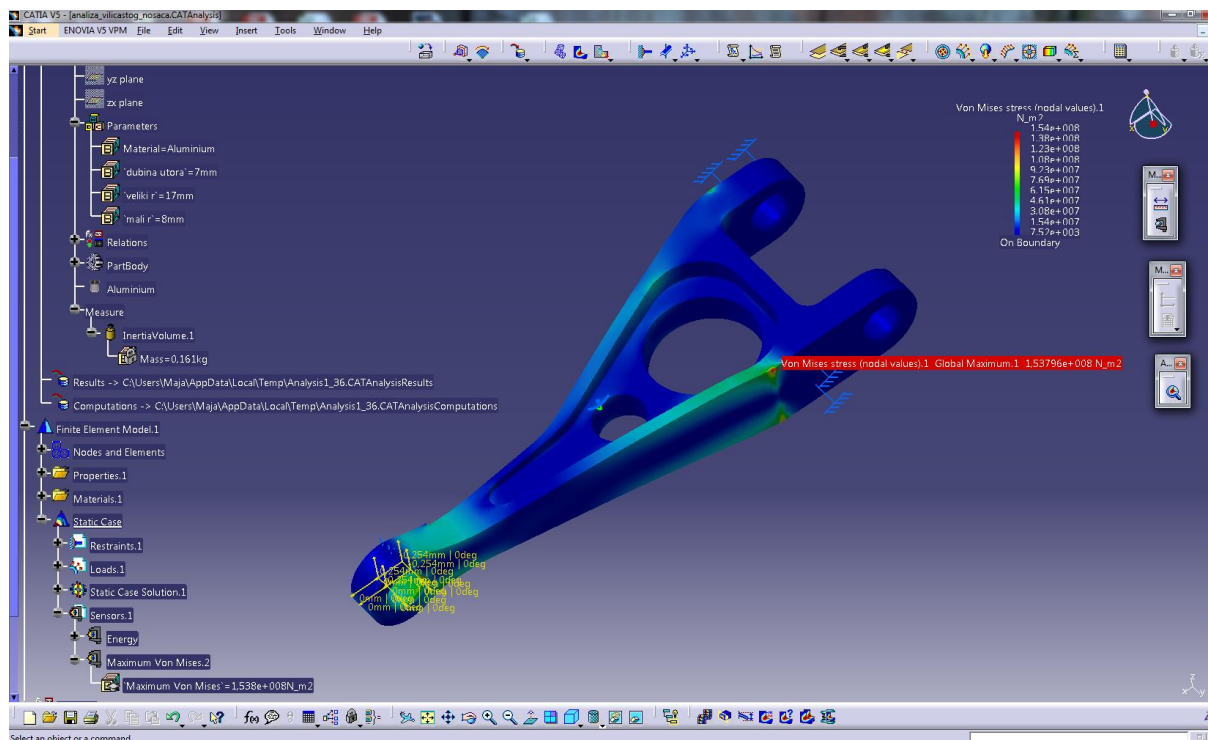 CATIA V5 - [analiza_vilicastog_nosaca.CATAnalysis]
Start ENOVIA V5 VPM File Edit View Insert Tools Window Help
yz plane
zx plane
Parameters
Material=Aluminium
`dubina utora`=7mm
`veliki r`=17mm
`mali r`=8mm
Relations
PartBody
Aluminium
Measure
InertiaVolume.1
Mass=0,161kg
Results -> C:\Users\Maja\AppData\Local\Temp\Analysis1_36.CATAnalysisResults
Computations -> C:\Users\Maja\AppData\Local\Temp\Analysis1_36.CATAnalysisComputations
Finite Element Model.1
Nodes and Elements
Properties.1
Materials.1
Static Case
Restraints.1
Loads.1
Static Case Solution.1
Sensors.1
Energy
Maximum Von Mises.2
`Maximum Von Mises`=1,538e+008N_m2
Von Mises stress (nodal values).1
N_m2
1.54e+008
1.38e+008
1.23e+008
1.08e+008
9.23e+007
7.69e+007
6.15e+007
4.61e+007
3.08e+007
1.54e+007
7.52e+003
On Boundary
Von Mises stress (nodal values).1 Global Maximum.1 1,53796e+008 N_m2
-0.254mm | 0deg
-0.254mm | 0deg
0mm | 0deg
M...
M...
A...
Select an object or a command